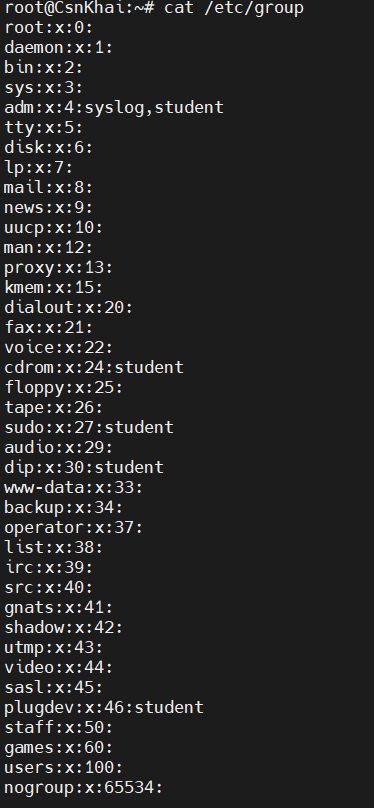 root@CsnKhai:~# cat /etc/group
root:x:0:
daemon:x:1:
bin:x:2:
sys:x:3:
adm:x:4:syslog,student
tty:x:5:
disk:x:6:
lp:x:7:
mail:x:8:
news:x:9:
uucp:x:10:
man:x:12:
proxy:x:13:
kmem:x:15:
dialout:x:20:
fax:x:21:
voice:x:22:
cdrom:x:24:student
floppy:x:25:
tape:x:26:
sudo:x:27:student
audio:x:29:
dip:x:30:student
www-data:x:33:
backup:x:34:
operator:x:37:
list:x:38:
irc:x:39:
src:x:40:
gnats:x:41:
shadow:x:42:
utmp:x:43:
video:x:44:
sasl:x:45:
plugdev:x:46:student
staff:x:50:
games:x:60:
users:x:100:
nogroup:x:65534: